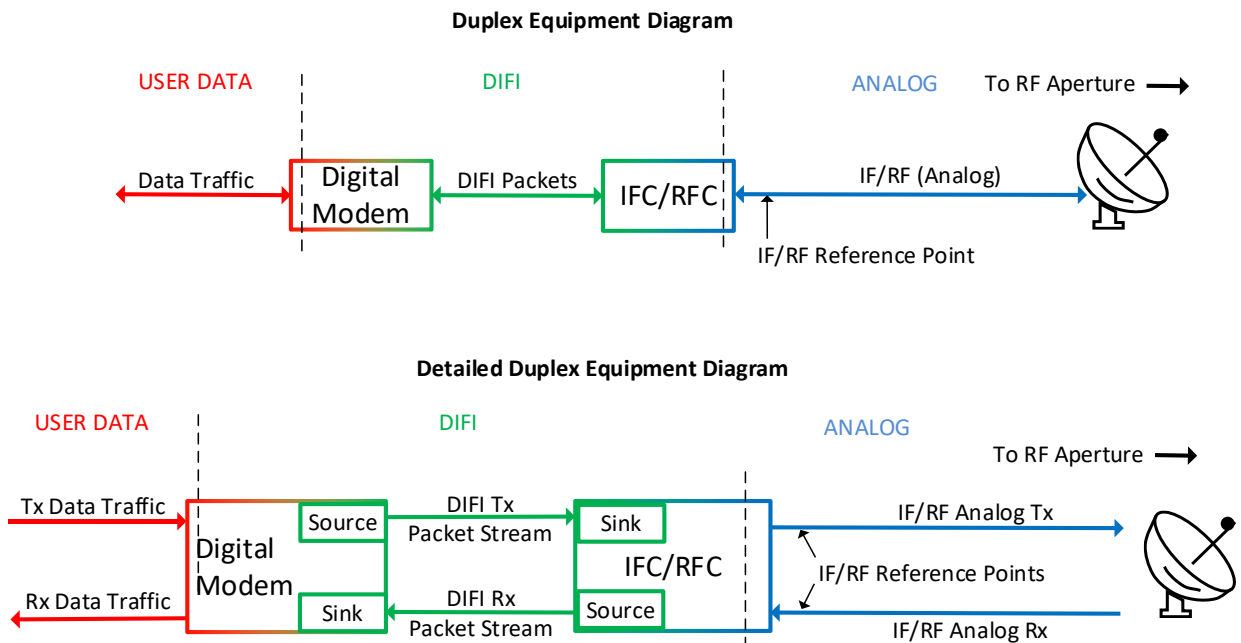 Duplex Equipment Diagram
USER DATA
DIFI
ANALOG
To RF Aperture
Data Traffic
Digital
Modem
DIFI Packets
IFC/RFC
IF/RF (Analog)
IF/RF Reference Point
Detailed Duplex Equipment Diagram
USER DATA
DIFI
ANALOG
To RF Aperture
Tx Data Traffic
Source
DIFI Tx
Packet Stream
Sink
IF/RF Analog Tx
Digital
Modem
IFC/RFC
IF/RF Reference Points
Rx Data Traffic
Sink
DIFI Rx
Packet Stream
Source
IF/RF Analog Rx